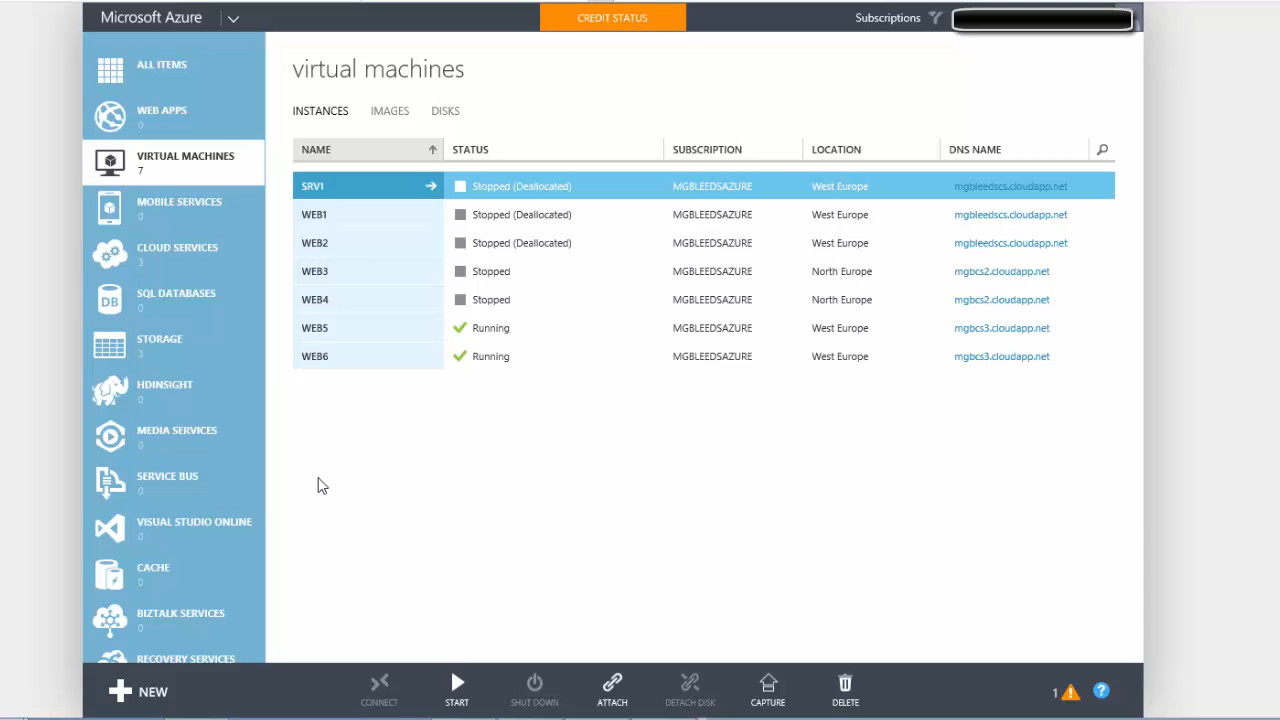 Microsoft Azure CREDIT STATUS Subscriptions
ALL ITEMS
WEB APPS
0
VIRTUAL MACHINES
7
MOBILE SERVICES
0
CLOUD SERVICES
3
SQL DATABASES
0
DB
STORAGE
3
HDINSIGHT
0
MEDIA SERVICES
0
SERVICE BUS
0
VISUAL STUDIO ONLINE
0
CACHE
0
BIZTALK SERVICES
0
RECOVERY SERVICES
virtual machines
INSTANCES IMAGES DISKS
NAME STATUS SUBSCRIPTION LOCATION DNS NAME
SRV1 Stopped (Deallocated) MGBLEEDSAZURE West Europe mgbleedscs.cloudapp.net
WEB1 Stopped (Deallocated) MGBLEEDSAZURE West Europe mgbleedscs.cloudapp.net
WEB2 Stopped (Deallocated) MGBLEEDSAZURE West Europe mgbleedscs.cloudapp.net
WEB3 Stopped MGBLEEDSAZURE North Europe mgbcs2.cloudapp.net
WEB4 Stopped MGBLEEDSAZURE North Europe mgbcs2.cloudapp.net
WEB5 Running MGBLEEDSAZURE West Europe mgbcs3.cloudapp.net
WEB6 Running MGBLEEDSAZURE West Europe mgbcs3.cloudapp.net
NEW CONNECT START SHUT DOWN ATTACH DETACH DISK CAPTURE DELETE 1 ?